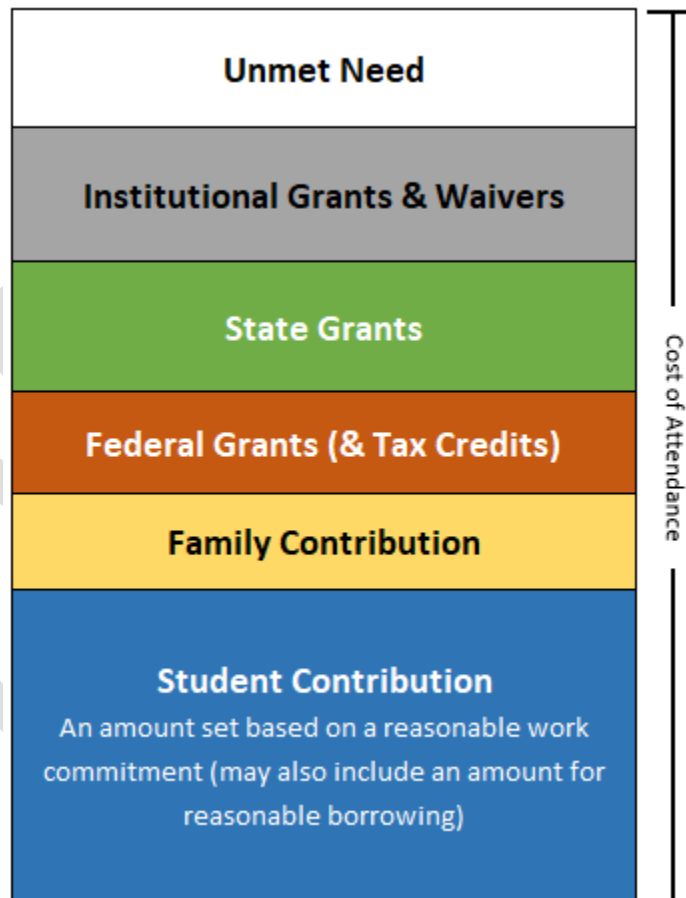 Unmet Need
Institutional Grants & Waivers
State Grants
Federal Grants (& Tax Credits)
Family Contribution
Student Contribution
An amount set based on a reasonable work
commitment (may also include an amount for
reasonable borrowing)
Cost of Attendance